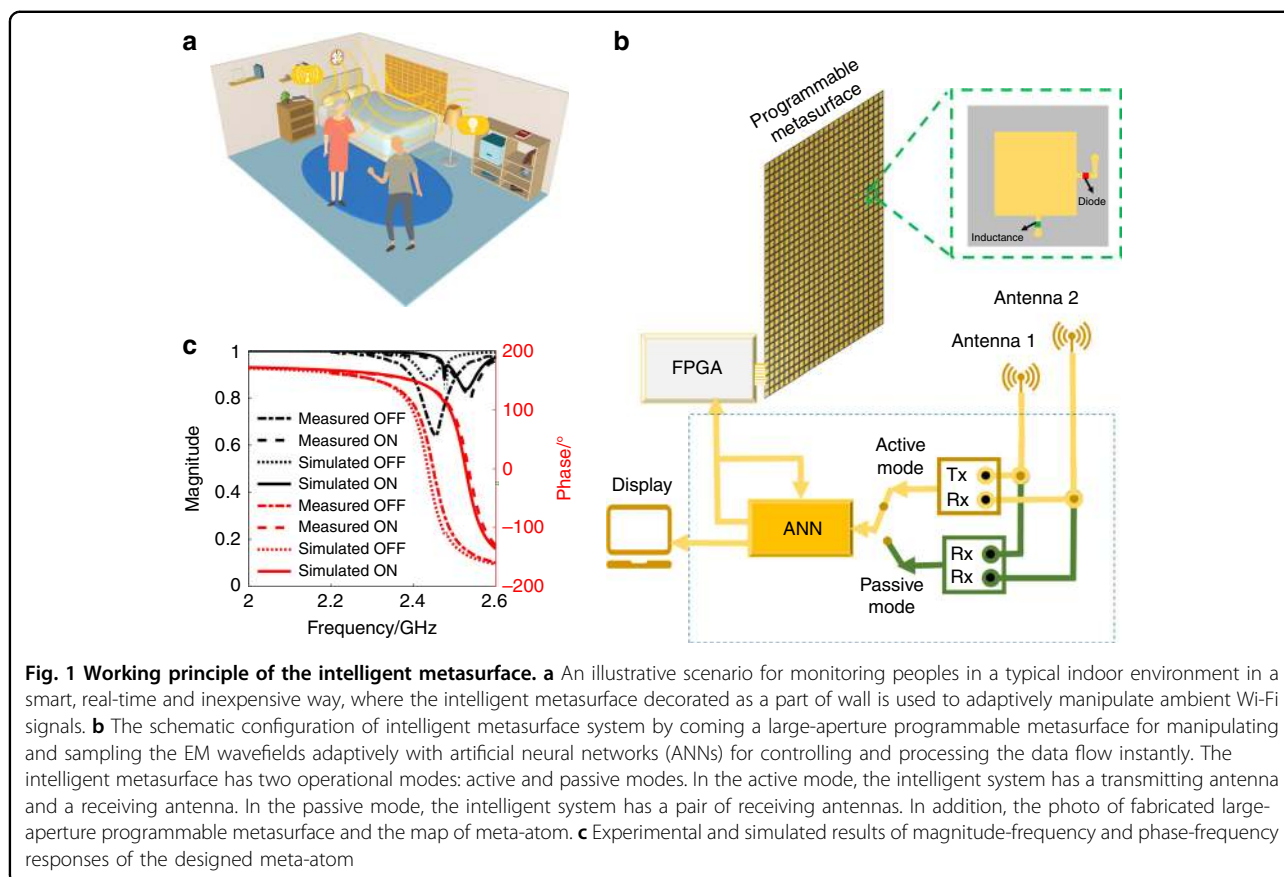 a
b
Programmable
metasurface
Diode
Inductance
Antenna 2
Antenna 1
FPGA
Active
mode
Tx
Rx
Display
ANN
Rx
Rx
Passive
mode
c
1
0.8
0.6
0.4
0.2
0
Magnitude
Measured OFF
Measured ON
Simulated OFF
Simulated ON
Measured OFF
Measured ON
Simulated OFF
Simulated ON
200
100
0
−100
−200
Phase/°
2
2.2
2.4
2.6
Frequency/GHz
Fig. 1 Working principle of the intelligent metasurface. a An illustrative scenario for monitoring peoples in a typical indoor environment in a
smart, real-time and inexpensive way, where the intelligent metasurface decorated as a part of wall is used to adaptively manipulate ambient Wi-Fi
signals. b The schematic configuration of intelligent metasurface system by coming a large-aperture programmable metasurface for manipulating
and sampling the EM wavefields adaptively with artificial neural networks (ANNs) for controlling and processing the data flow instantly. The
intelligent metasurface has two operational modes: active and passive modes. In the active mode, the intelligent system has a transmitting antenna
and a receiving antenna. In the passive mode, the intelligent system has a pair of receiving antennas. In addition, the photo of fabricated large-
aperture programmable metasurface and the map of meta-atom. c Experimental and simulated results of magnitude-frequency and phase-frequency
responses of the designed meta-atom